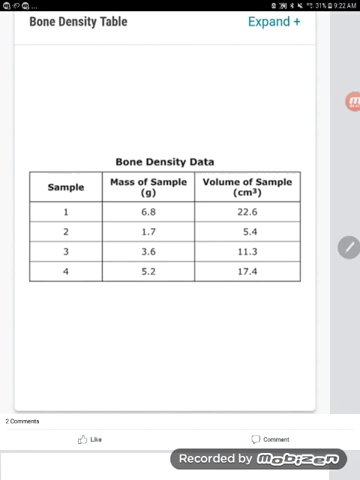 ... 31% 9:22 AM
Bone Density Table Expand +
Bone Density Data
Sample Mass of Sample (g) Volume of Sample (cm³)
1 6.8 22.6
2 1.7 5.4
3 3.6 11.3
4 5.2 17.4
2 Comments
Like Comment
Recorded by mobizen